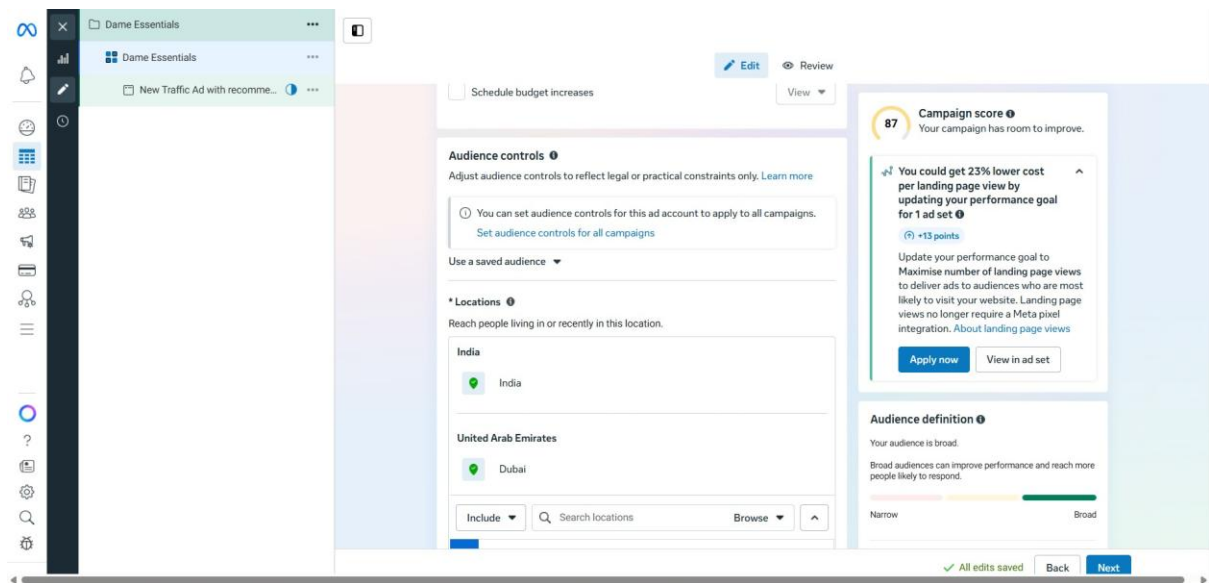 Dame Essentials
Dame Essentials
New Traffic Ad with recomme...
Edit
Review
Schedule budget increases
View
Audience controls
Adjust audience controls to reflect legal or practical constraints only. Learn more
You can set audience controls for this ad account to apply to all campaigns.
Set audience controls for all campaigns
Use a saved audience
* Locations
Reach people living in or recently in this location.
India
India
United Arab Emirates
Dubai
Include
Search locations
Browse
87
Campaign score
Your campaign has room to improve.
You could get 23% lower cost
per landing page view by
updating your performance goal
for 1 ad set
+13 points
Update your performance goal to
Maximise number of landing page views
to deliver ads to audiences who are most
likely to visit your website. Landing page
views no longer require a Meta pixel
integration. About landing page views
Apply now
View in ad set
Audience definition
Your audience is broad.
Broad audiences can improve performance and reach more
people likely to respond.
Narrow
Broad
All edits saved
Back
Next